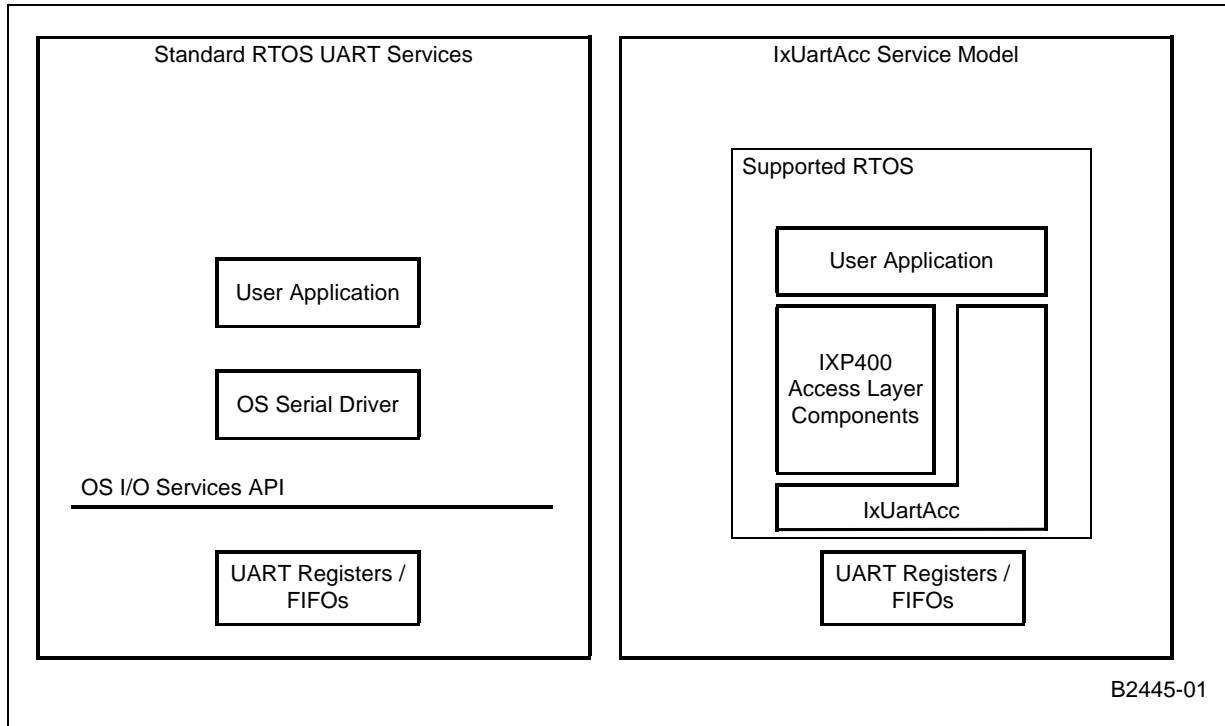 Standard RTOS UART Services
User Application
OS Serial Driver
OS I/O Services API
UART Registers /
FIFOs
IxUartAcc Service Model
Supported RTOS
User Application
IXP400
Access Layer
Components
IxUartAcc
UART Registers /
FIFOs
B2445-01